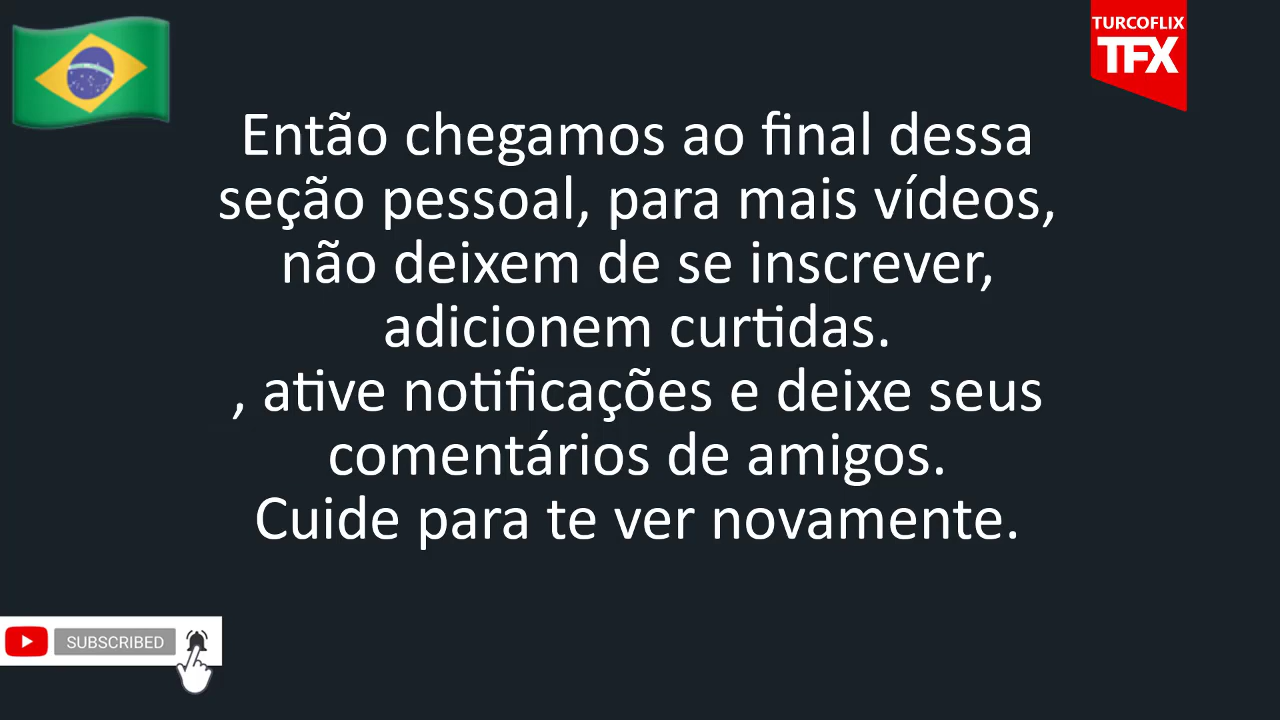 TURCOFLIX
TFX
Então chegamos ao final dessa
seção pessoal, para mais vídeos,
não deixem de se inscrever,
adicionem curtidas.
, ative notificações e deixe seus
comentários de amigos.
Cuide para te ver novamente.
SUBSCRIBED